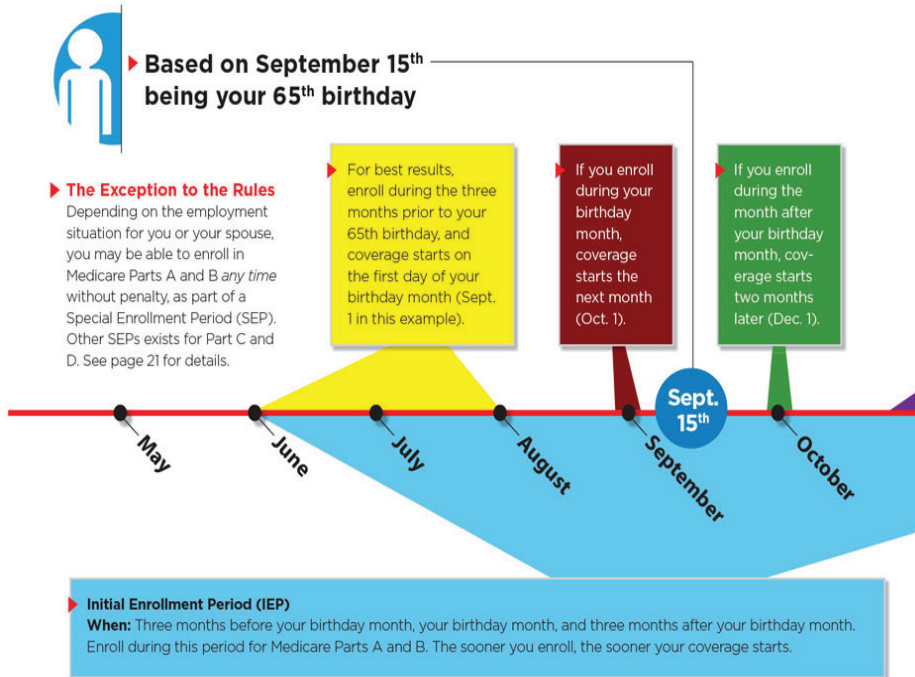 Based on September 15th
being your 65th birthday
The Exception to the Rules
Depending on the employment
situation for you or your spouse,
you may be able to enroll in
Medicare Parts A and B any time
without penalty, as part of a
Special Enrollment Period (SEP).
Other SEPs exists for Part C and
D. See page 21 for details.
For best results,
enroll during the three
months prior to your
65th birthday, and
coverage starts on
the first day of your
birthday month (Sept.
1 in this example).
If you enroll
during your
birthday
month,
coverage
starts the
next month
(Oct. 1).
If you enroll
during the
month after
your birthday
month, cov-
erage starts
two months
later (Dec. 1).
Sept.
15th
May
June
July
August
September
October
Initial Enrollment Period (IEP)
When: Three months before your birthday month, your birthday month, and three months after your birthday month.
Enroll during this period for Medicare Parts A and B. The sooner you enroll, the sooner your coverage starts.